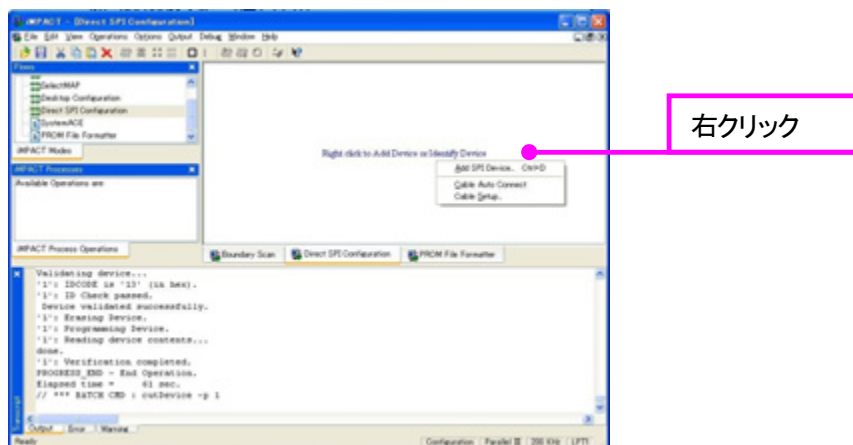 iMPACT - [Direct SPI Configuration]
File Edit View Operations Options Output Debug Window Help
Flows
SelectMAP
Desktop Configuration
Direct SPI Configuration
SystemACE
PROM File Formatter
iMPACT Modes
iMPACT Processes
Available Operations are:
iMPACT Process Operations
Right click to Add Device or Identify Device
Add SPI Device... Ctrl+D
Cable Auto Connect
Cable Setup...
右クリック
Boundary Scan Direct SPI Configuration PROM File Formatter
Validating device...
'1': IDCODE is '13' (in hex).
'1': ID Check passed.
Device validated successfully.
'1': Erasing Device.
'1': Programming Device.
'1': Reading device contents...
done.
'1': Verification completed.
PROGRESS_END - End Operation.
Elapsed time = 61 sec.
// *** BATCH CMD : cutDevice -p 1
Transcript
Output Error Warning
Ready
Configuration Parallel III 200 KHz LPT1